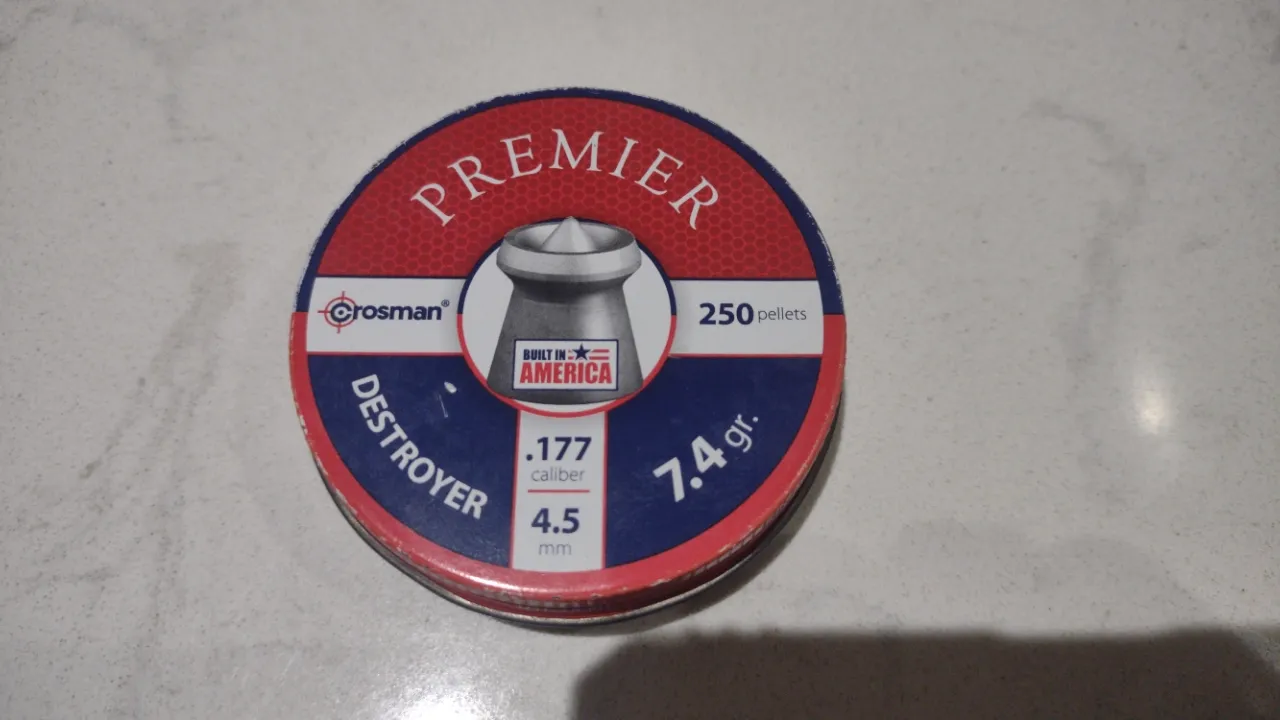 PREMIER
Crosman®
250 pellets
BUILT IN
AMERICA
DESTROYER
.177
caliber
4.5
mm
7.4 gr.